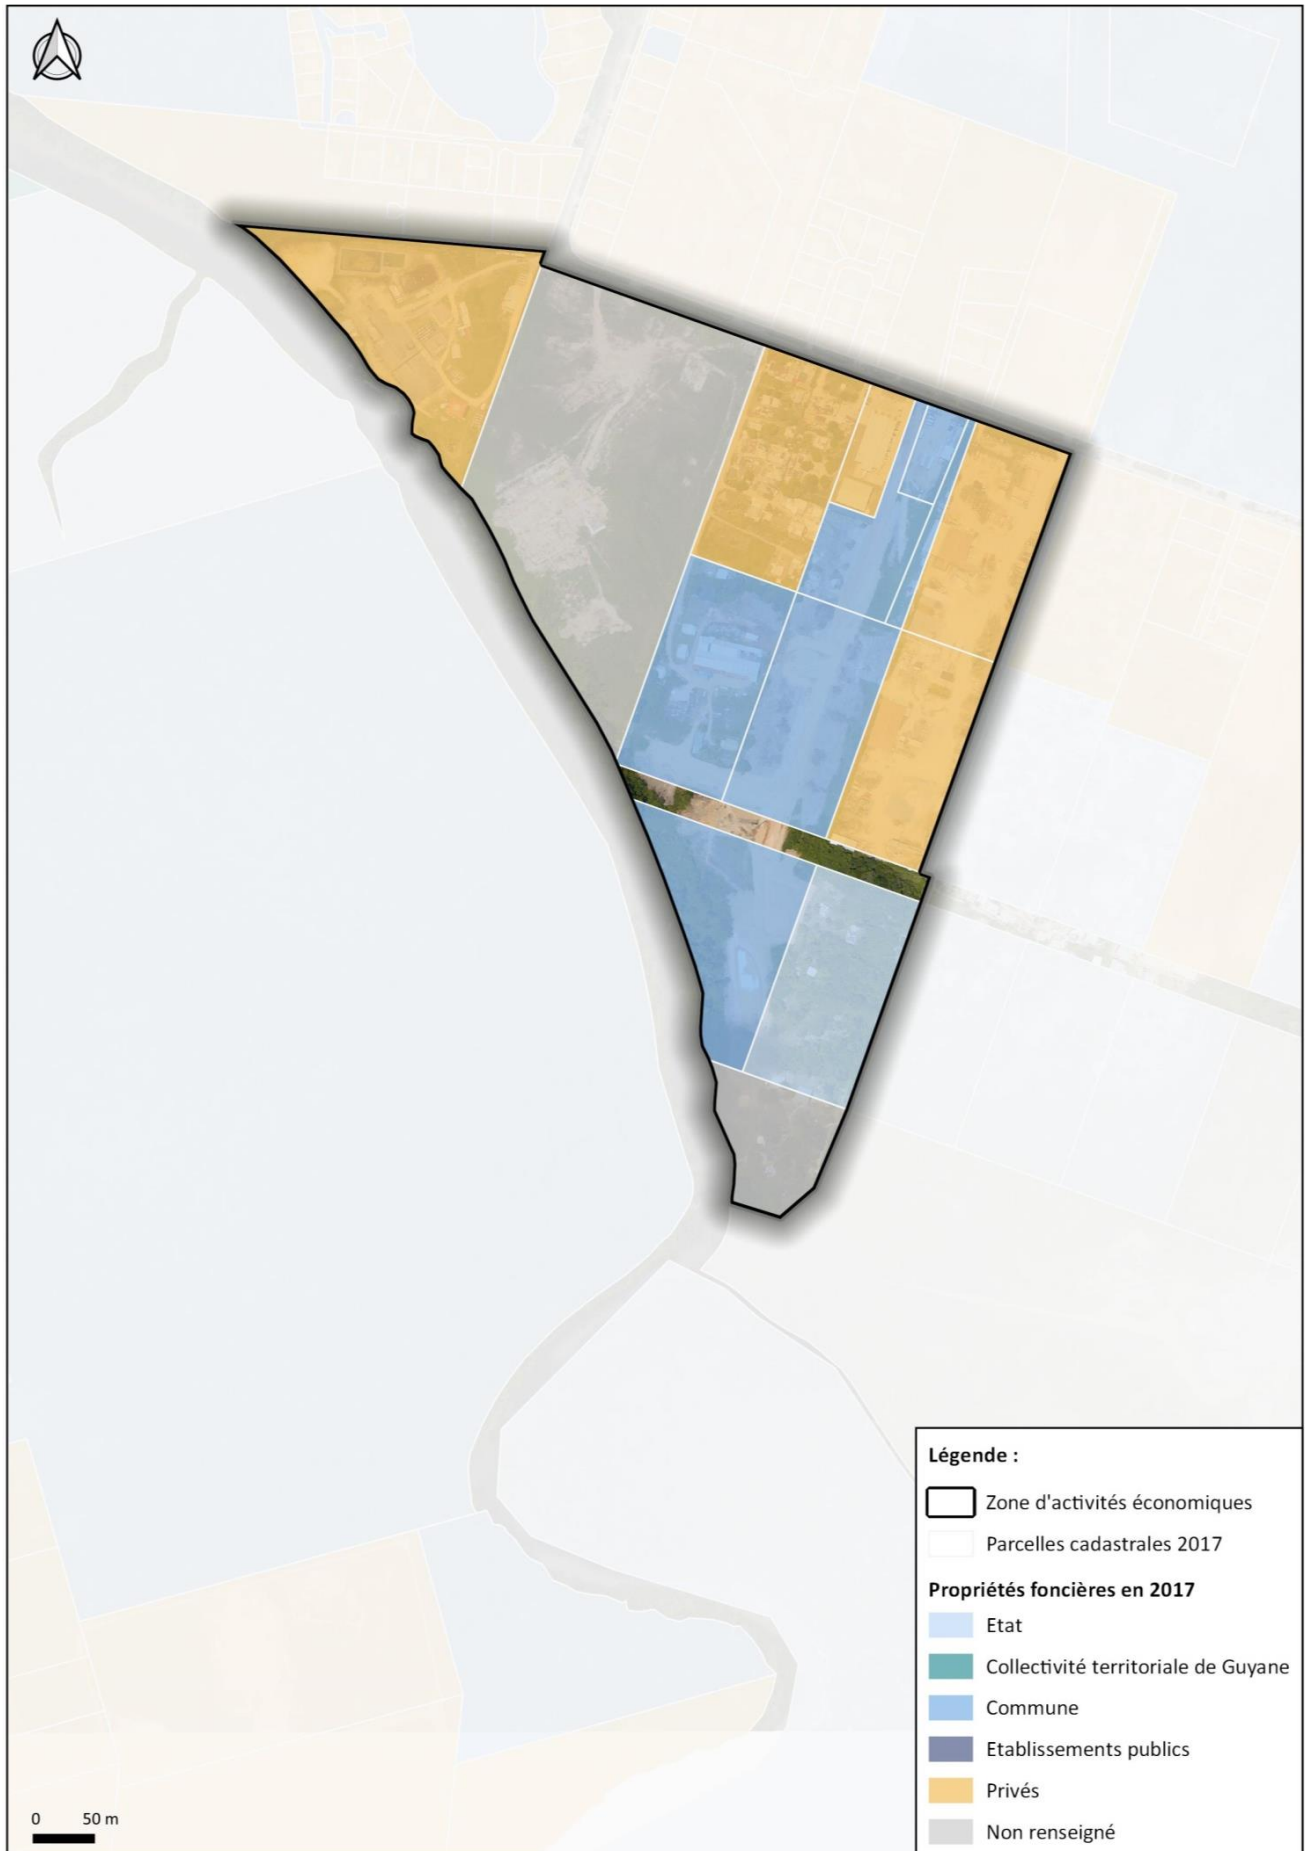 Légende :
Zone d'activités économiques
Parcelles cadastrales 2017
Propriétés foncières en 2017
Etat
Collectivité territoriale de Guyane
Commune
Etablissements publics
Privés
Non renseigné
0 50 m